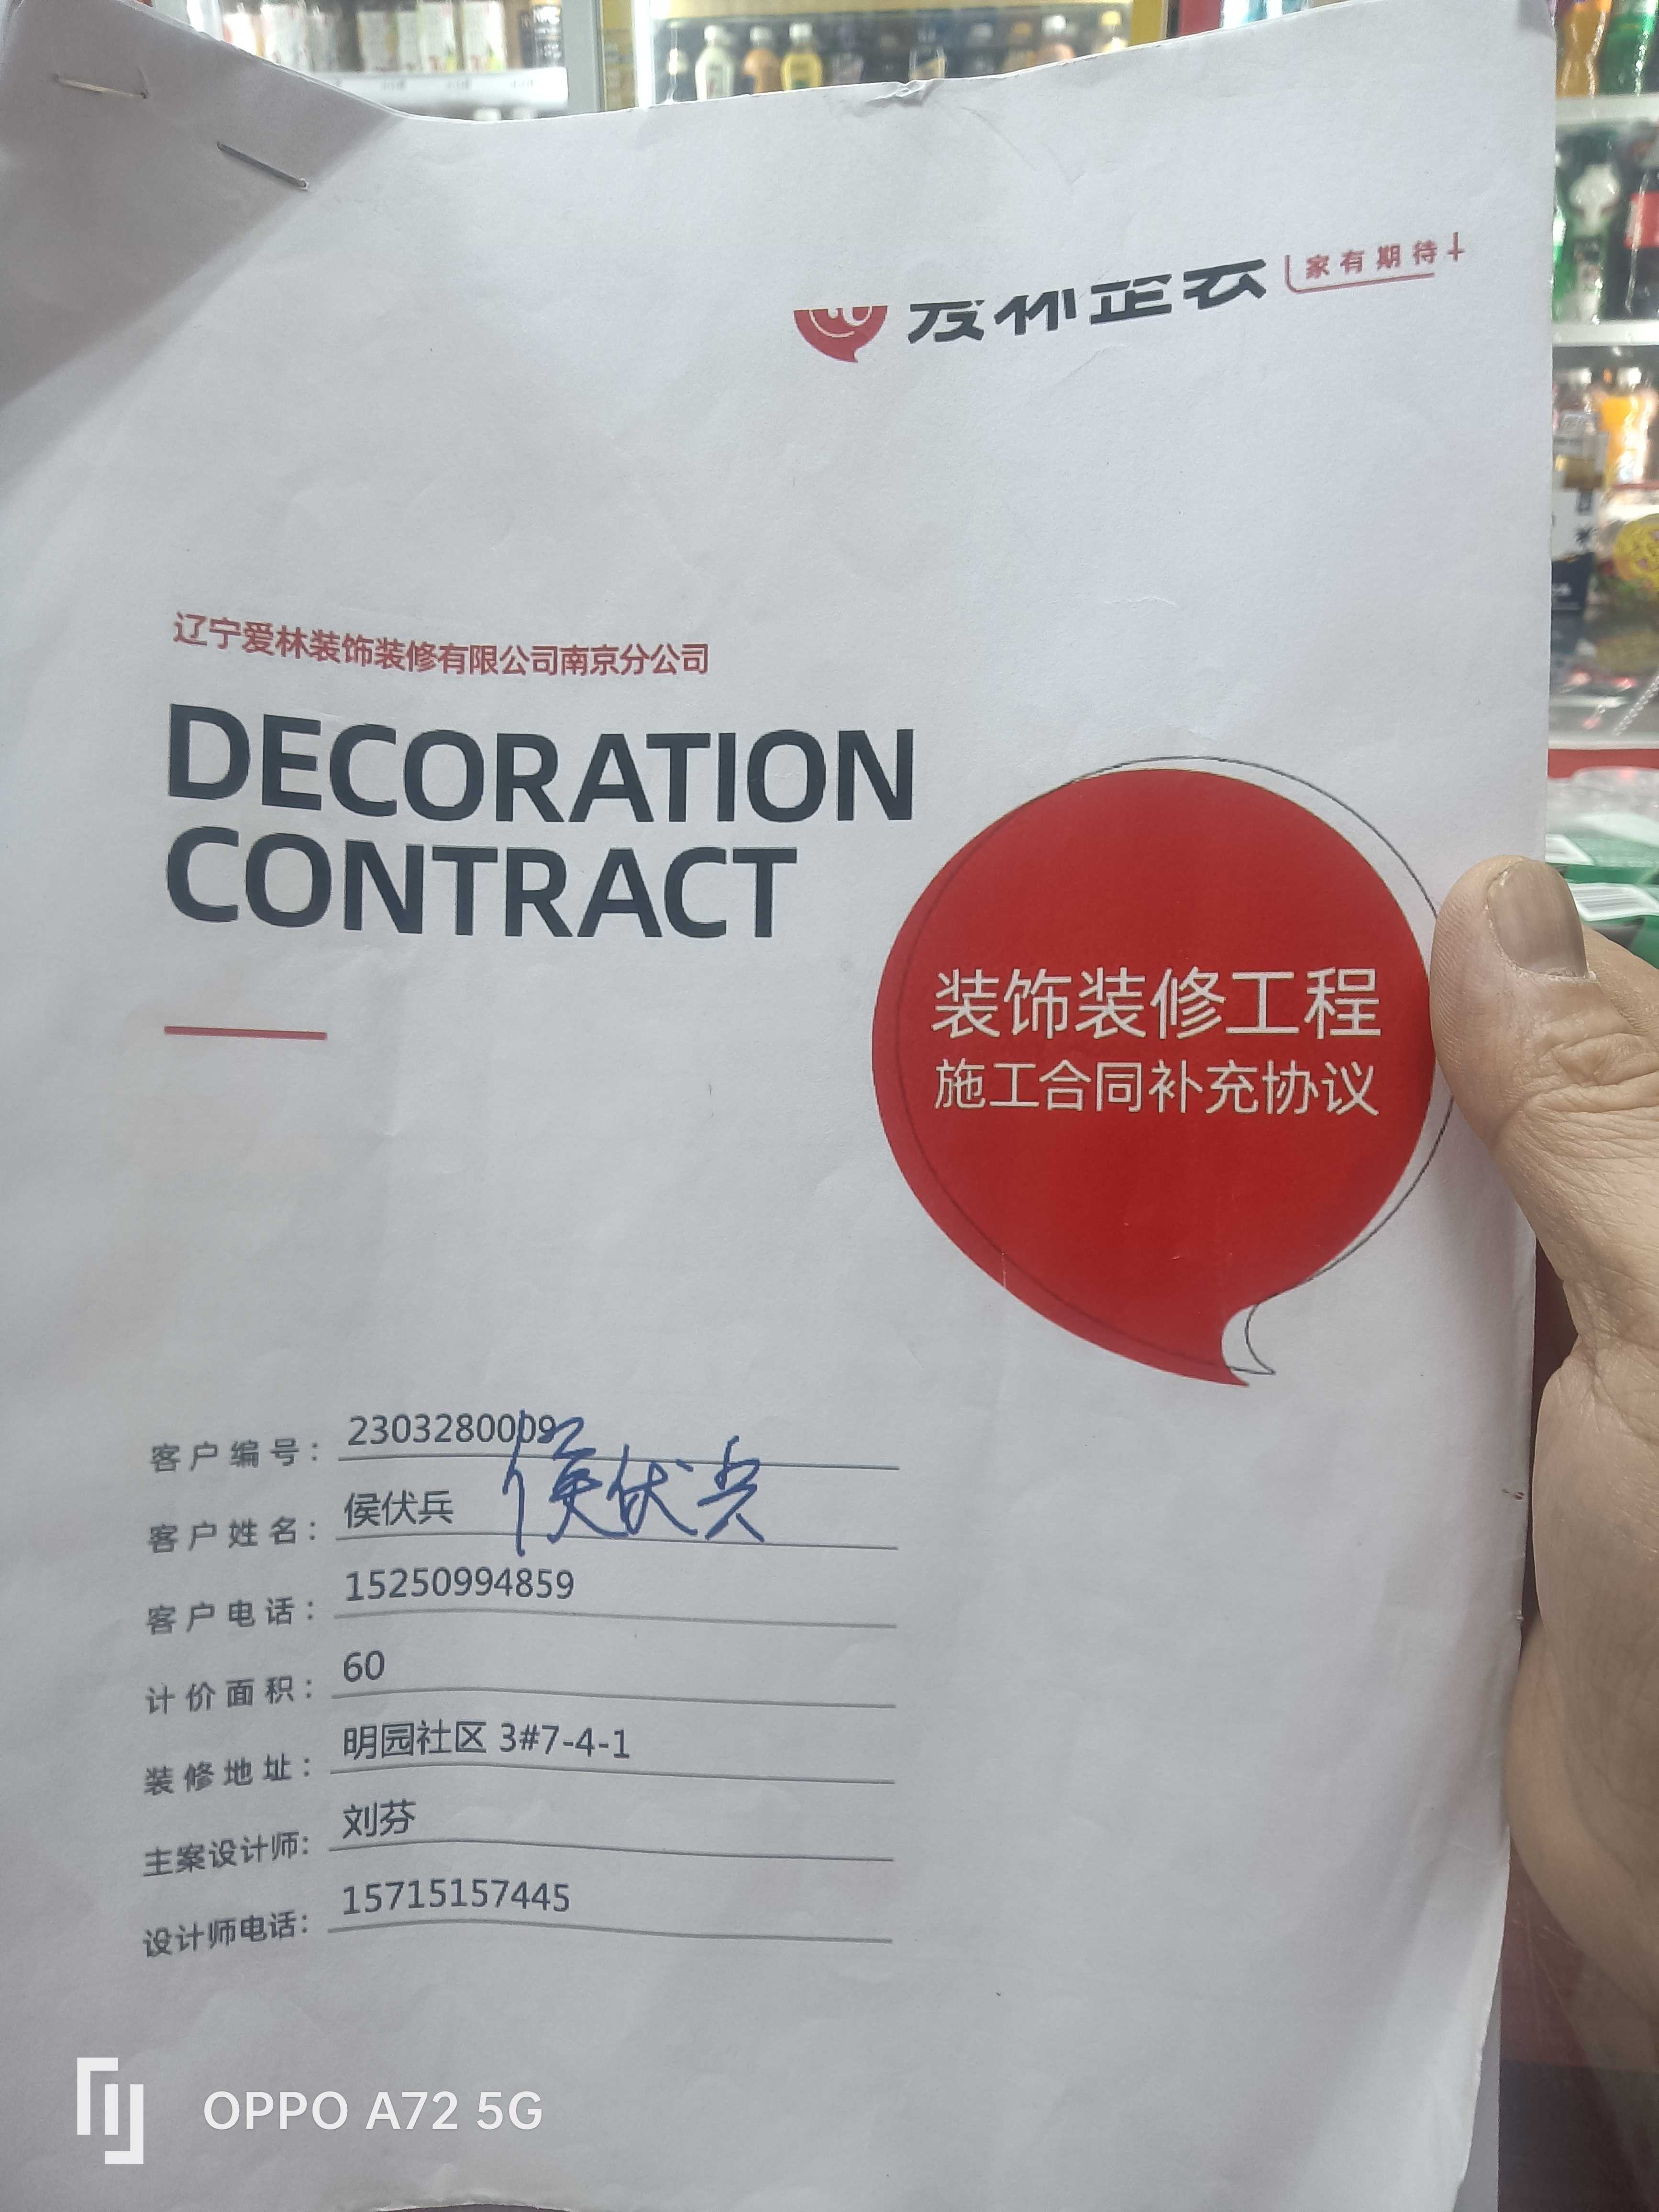 家有期待
辽宁爱林装饰装修有限公司南京分公司
DECORATION
CONTRACT
装饰装修工程
施工合同补充协议
客户编号：2303280009
客户姓名：侯伏兵 侯伏兵
客户电话：15250994859
计价面积：60
装修地址：明园社区 3#7-4-1
主案设计师：刘芬
设计师电话：15715157445
OPPO A72 5G